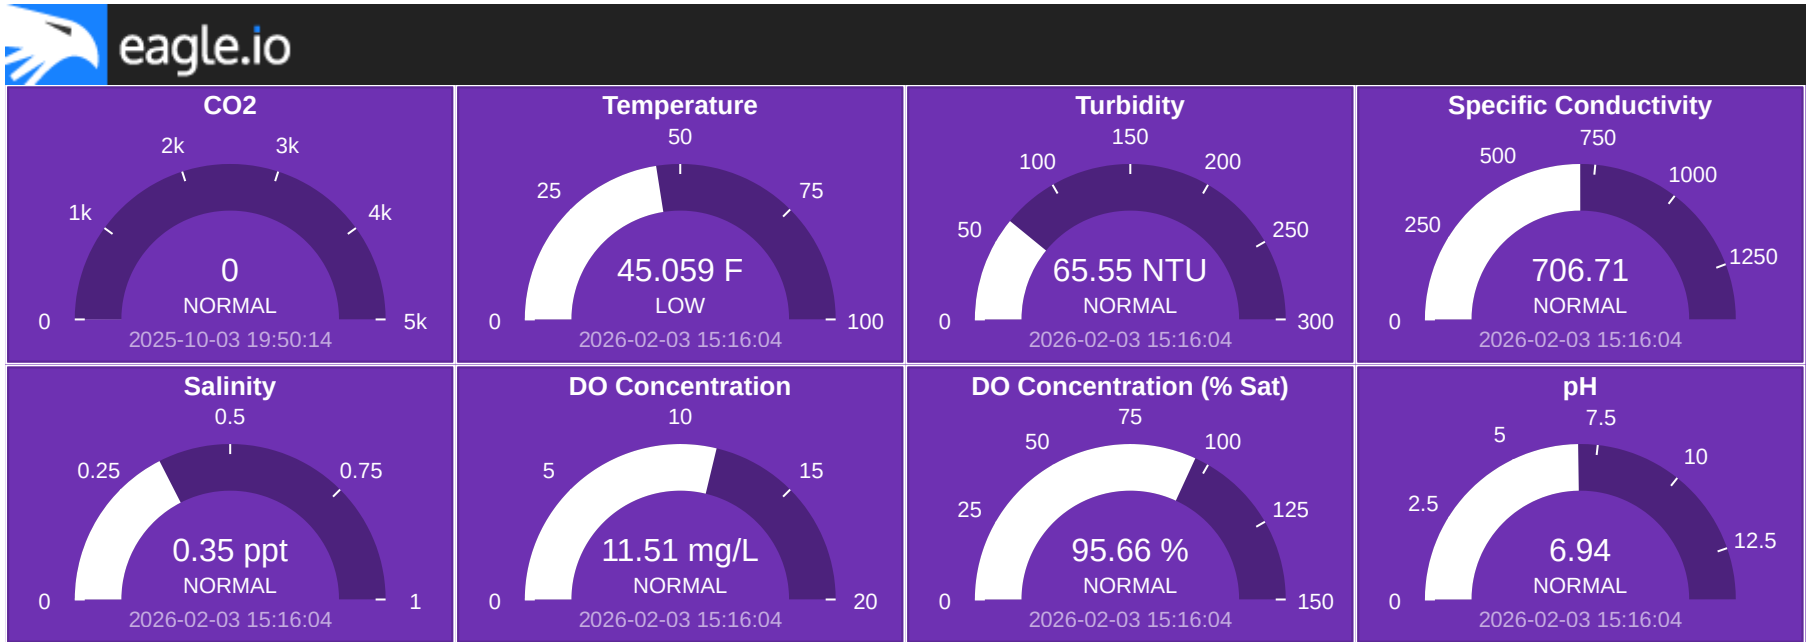 eagle.io
CO2
2k
3k
1k
4k
0
NORMAL
0
5k
2025-10-03 19:50:14
Temperature
50
25
75
45.059 F
LOW
0
100
2026-02-03 15:16:04
Turbidity
150
100
200
50
250
65.55 NTU
NORMAL
0
300
2026-02-03 15:16:04
Specific Conductivity
750
500
1000
250
1250
706.71
NORMAL
0
2026-02-03 15:16:04
Salinity
0.5
0.25
0.75
0.35 ppt
NORMAL
0
1
2026-02-03 15:16:04
DO Concentration
10
5
15
11.51 mg/L
NORMAL
0
20
2026-02-03 15:16:04
DO Concentration (% Sat)
75
50
100
25
125
95.66 %
NORMAL
0
150
2026-02-03 15:16:04
pH
7.5
5
10
2.5
12.5
6.94
NORMAL
0
2026-02-03 15:16:04